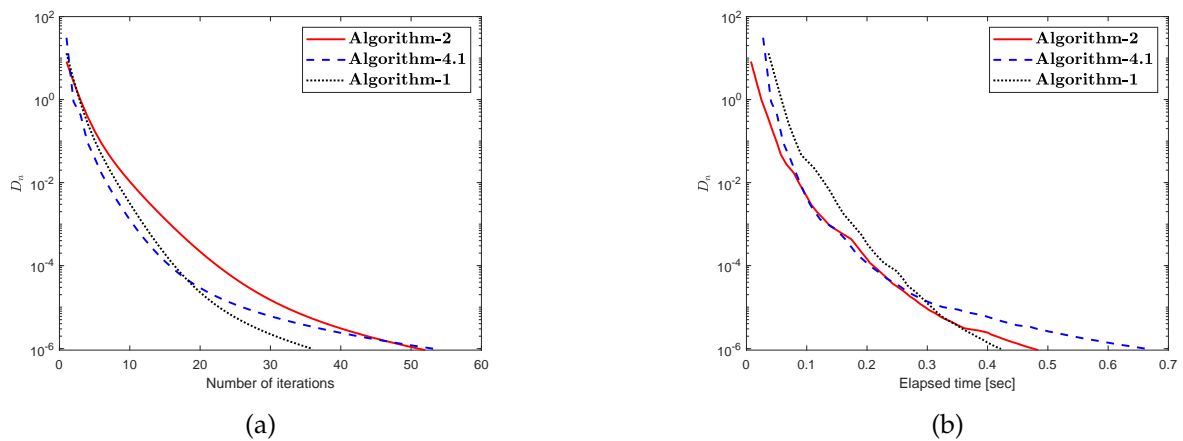 10^2
10^0
10^-2
10^-4
10^-6
D_n
0 10 20 30 40 50 60
Number of iterations
Algorithm-2
Algorithm-4.1
Algorithm-1
(a)
10^2
10^0
10^-2
10^-4
10^-6
D_n
0 0.1 0.2 0.3 0.4 0.5 0.6 0.7
Elapsed time [sec]
Algorithm-2
Algorithm-4.1
Algorithm-1
(b)